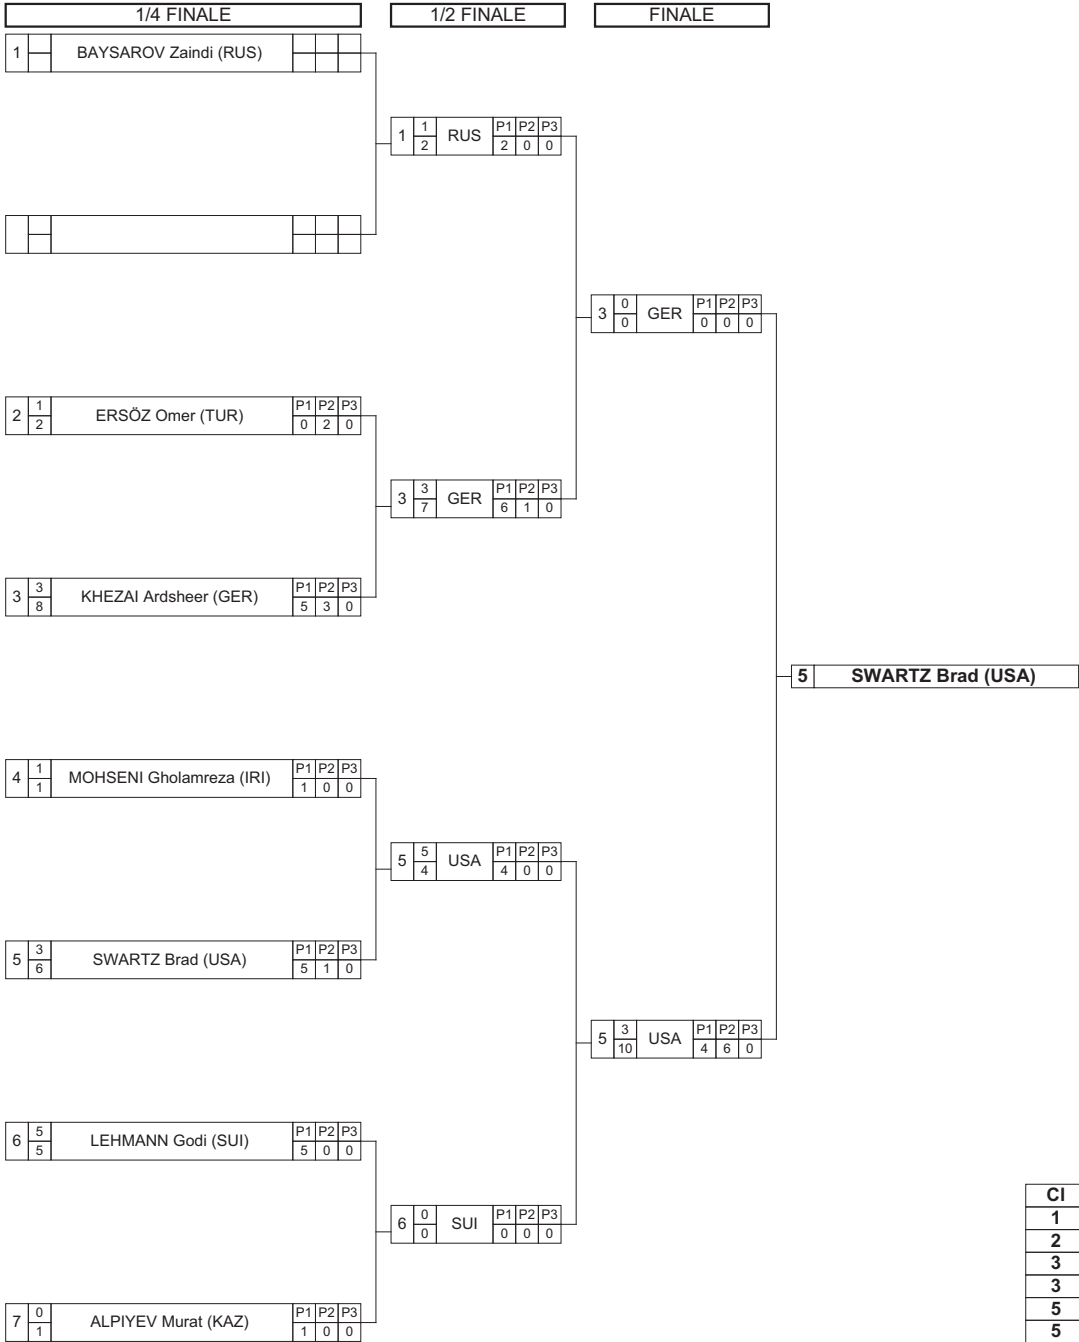 1/4 FINALE 1/2 FINALE FINALE
1 BAYSAROV Zaindi (RUS)
1 1 RUS P1 P2 P3
2 2 0 0
3 0 GER P1 P2 P3
0 0 0 0
2 1 ERSÖZ Omer (TUR) P1 P2 P3
2 0 2 0
3 3 GER P1 P2 P3
7 6 1 0
3 3 KHEZAI Ardsheer (GER) P1 P2 P3
8 5 3 0
5 SWARTZ Brad (USA)
4 1 MOHSENI Gholamreza (IRI) P1 P2 P3
1 1 0 0
5 5 USA P1 P2 P3
4 4 0 0
5 3 SWARTZ Brad (USA) P1 P2 P3
6 5 1 0
5 3 USA P1 P2 P3
10 4 6 0
6 5 LEHMANN Godi (SUI) P1 P2 P3
5 5 0 0
6 0 SUI P1 P2 P3
0 0 0 0
7 0 ALPIYEV Murat (KAZ) P1 P2 P3
1 1 0 0
Cl
1
2
3
3
5
5